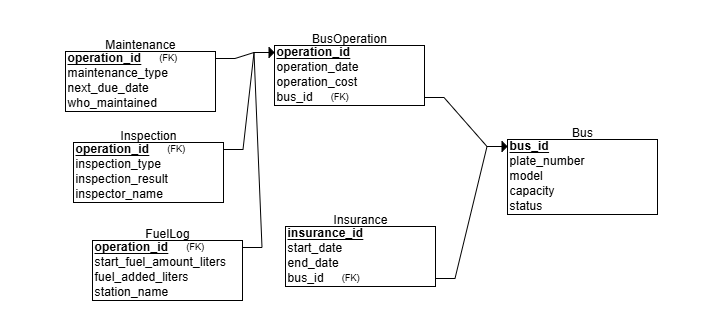 Maintenance
operation_id (FK)
maintenance_type
next_due_date
who_maintained
BusOperation
operation_id
operation_date
operation_cost
bus_id (FK)
Inspection
operation_id (FK)
inspection_type
inspection_result
inspector_name
Bus
bus_id
plate_number
model
capacity
status
FuelLog
operation_id (FK)
start_fuel_amount_liters
fuel_added_liters
station_name
Insurance
insurance_id
start_date
end_date
bus_id (FK)